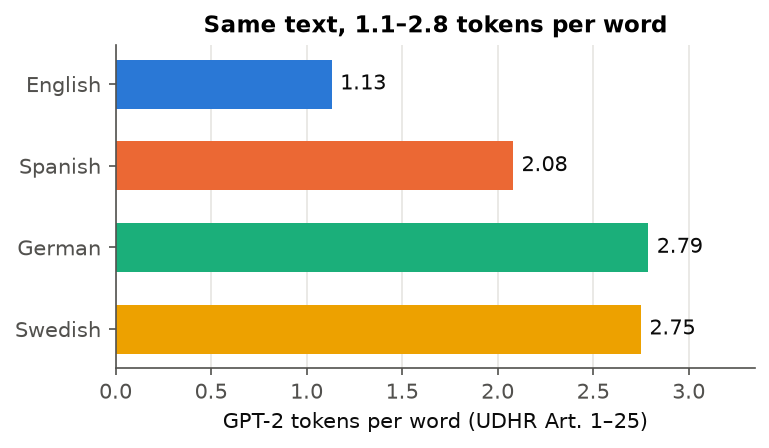 Same text, 1.1–2.8 tokens per word
English
1.13
Spanish
2.08
German
2.79
Swedish
2.75
0.0 0.5 1.0 1.5 2.0 2.5 3.0
GPT-2 tokens per word (UDHR Art. 1–25)